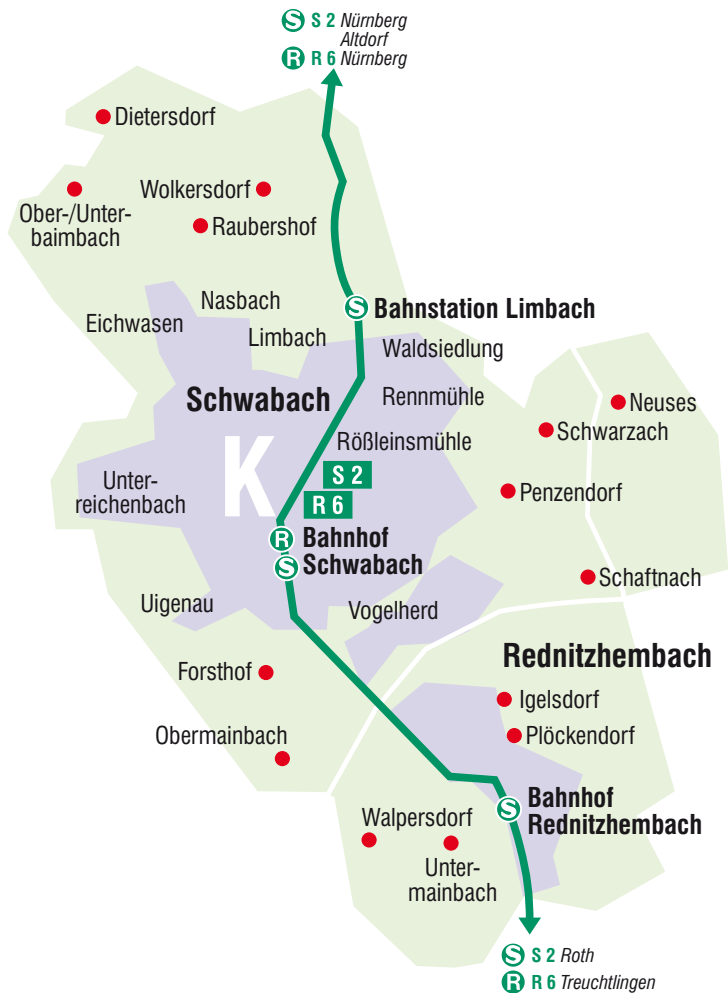 S S 2 Nürnberg
Altdorf
R R 6 Nürnberg
Dietersdorf
Wolkersdorf
Ober-/Unter-
baimbach
Raubershof
Nasbach
Eichwasen
Limbach
S Bahnstation Limbach
Waldsiedlung
Schwabach
Rennmühle
Neuses
Schwarzach
Rößleinsmühle
K
S 2
Unter-
reichenbach
R 6
Penzendorf
R Bahnhof
S Schwabach
Schaftnach
Uigenau
Vogelherd
Forsthof
Rednitzhembach
Igelsdorf
Obermainbach
Plöckendorf
S Bahnhof
Rednitzhembach
Walpersdorf
Unter-
mainbach
S S 2 Roth
R R 6 Treuchtlingen